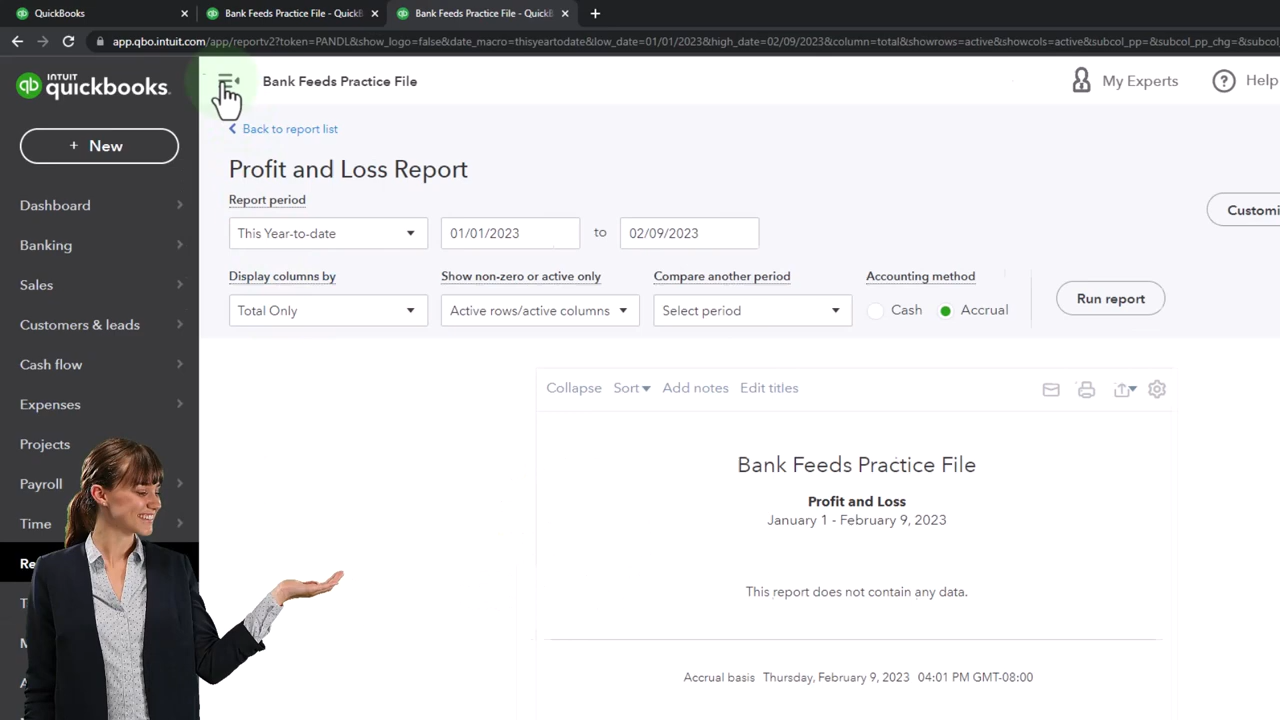 QuickBooks
Bank Feeds Practice File - QuickB
Bank Feeds Practice File - QuickB
app.qbo.intuit.com/app/reportv2?token=PANDL&show_logo=false&date_macro=thisyeartodate&low_date=01/01/2023&high_date=02/09/2023&column=total&showrows=active&showcols=active&subcol_pp=&subcol_pp_chg=&subcol
qb INTUIT quickbooks.
Bank Feeds Practice File
My Experts
Help
+ New
Back to report list
Profit and Loss Report
Report period
This Year-to-date
01/01/2023
to
02/09/2023
Customi
Display columns by
Show non-zero or active only
Compare another period
Accounting method
Total Only
Active rows/active columns
Select period
Cash
Accrual
Run report
Dashboard
Banking
Sales
Customers & leads
Cash flow
Expenses
Projects
Payroll
Time
Re
Collapse
Sort
Add notes
Edit titles
Bank Feeds Practice File
Profit and Loss
January 1 - February 9, 2023
This report does not contain any data.
Accrual basis Thursday, February 9, 2023 04:01 PM GMT-08:00